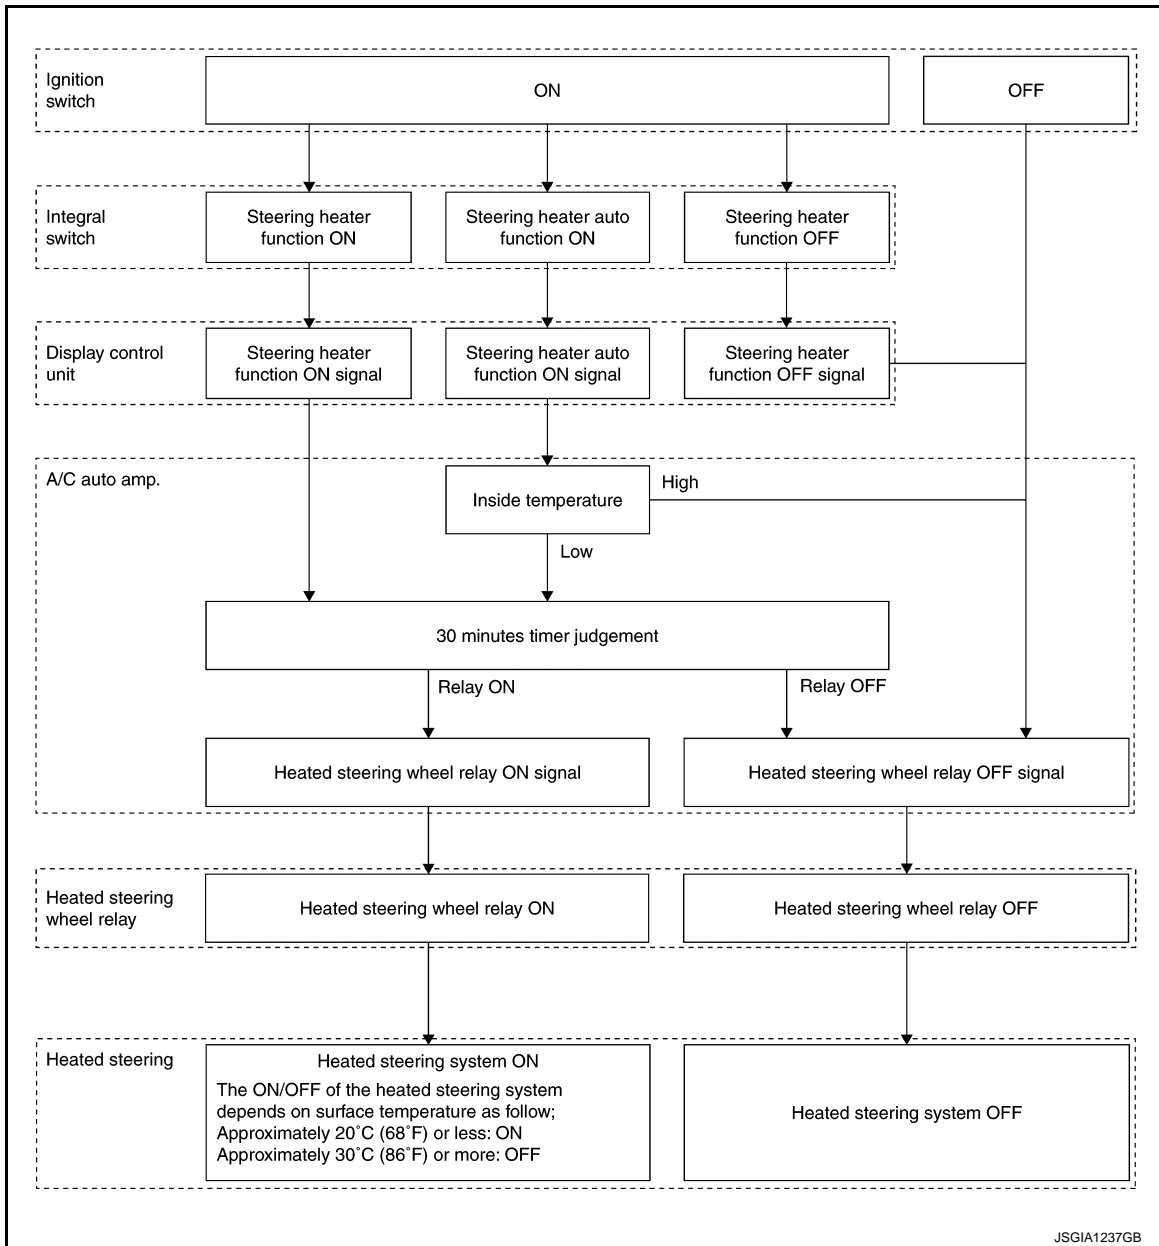 Ignition
switch
ON
OFF
Integral
switch
Steering heater
function ON
Steering heater auto
function ON
Steering heater
function OFF
Display control
unit
Steering heater
function ON signal
Steering heater auto
function ON signal
Steering heater
function OFF signal
A/C auto amp.
Inside temperature
High
Low
30 minutes timer judgement
Relay ON
Relay OFF
Heated steering wheel relay ON signal
Heated steering wheel relay OFF signal
Heated steering
wheel relay
Heated steering wheel relay ON
Heated steering wheel relay OFF
Heated steering
Heated steering system ON
The ON/OFF of the heated steering system
depends on surface temperature as follow;
Approximately 20˚C (68˚F) or less: ON
Approximately 30˚C (86˚F) or more: OFF
Heated steering system OFF
JSGIA1237GB